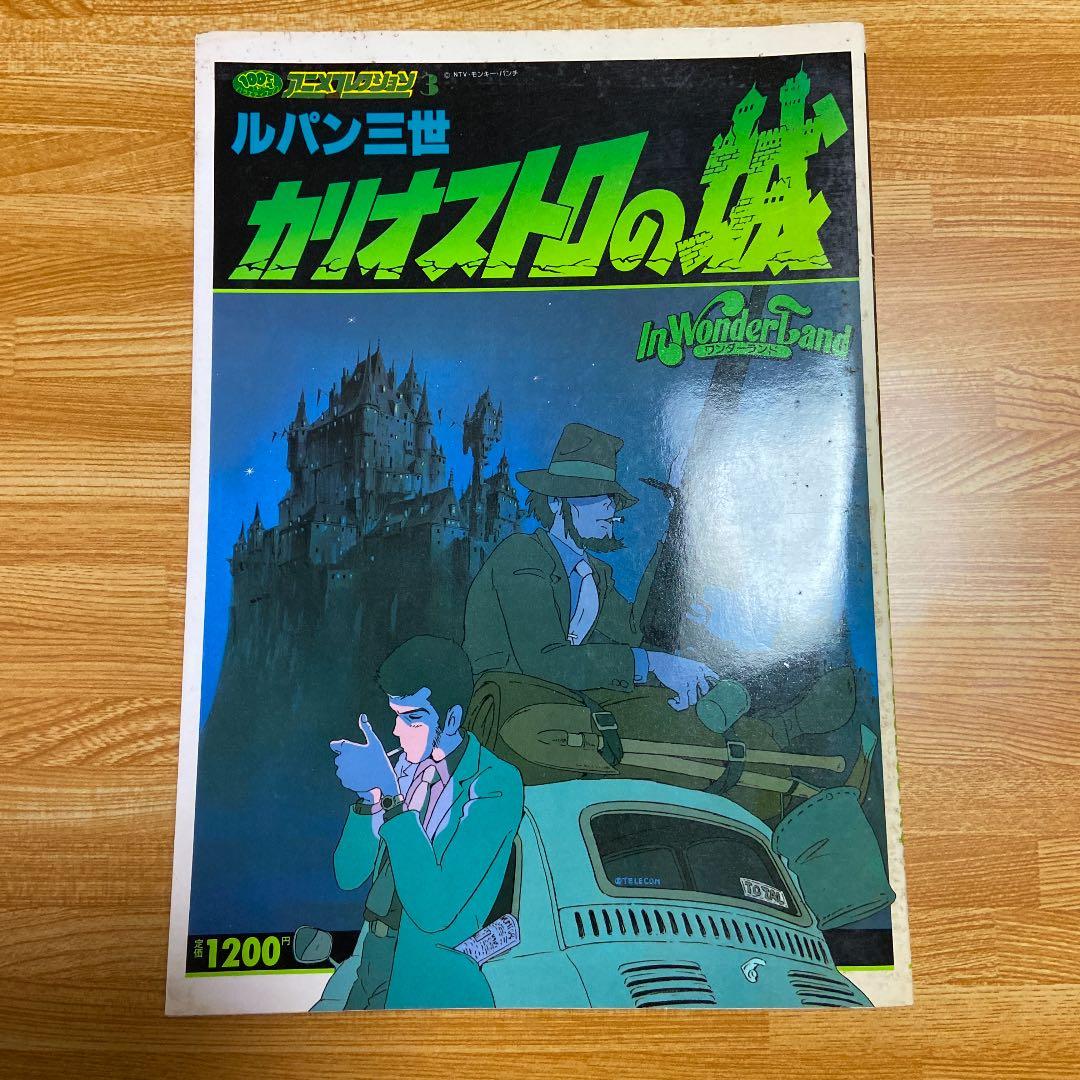 100てん
アニメコレクション3
© NTV・モンキー・パンチ
ルパン三世
カリオストロの城
In WonderLand
ワンダーランド
TELECOM
TOTAL
定価1200円